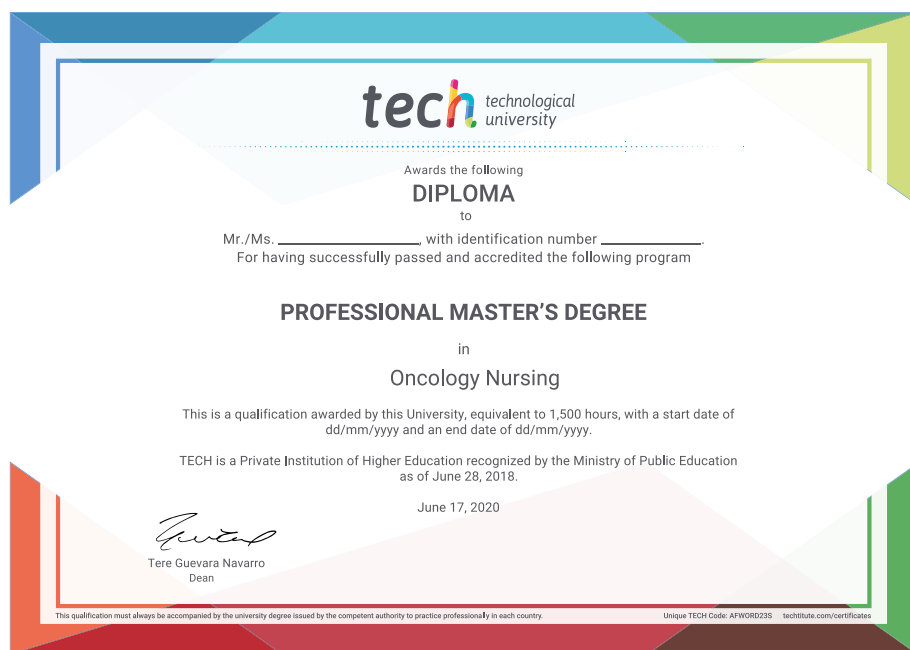 tech technological
university
Awards the following
DIPLOMA
to
Mr./Ms. ____________________, with identification number ______________.
For having successfully passed and accredited the following program
PROFESSIONAL MASTER'S DEGREE
in
Oncology Nursing
This is a qualification awarded by this University, equivalent to 1,500 hours, with a start date of
dd/mm/yyyy and an end date of dd/mm/yyyy.
TECH is a Private Institution of Higher Education recognized by the Ministry of Public Education
as of June 28, 2018.
June 17, 2020
Tere Guevara Navarro
Dean
This qualification must always be accompanied by the university degree issued by the competent authority to practice professionally in each country.
Unique TECH Code: AFWORD23S techtitute.com/certificates